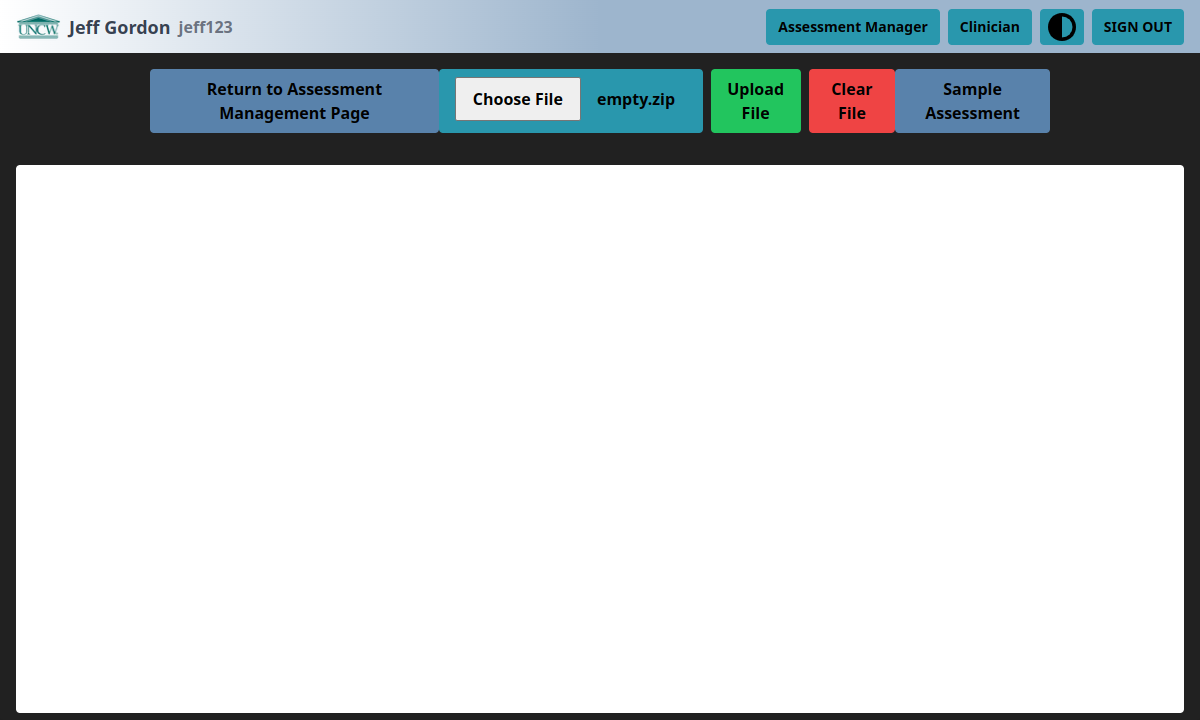 UNCW
Jeff Gordon jeff123
Assessment Manager
Clinician
SIGN OUT
Return to Assessment
Management Page
Choose File
empty.zip
Upload
File
Clear
File
Sample
Assessment